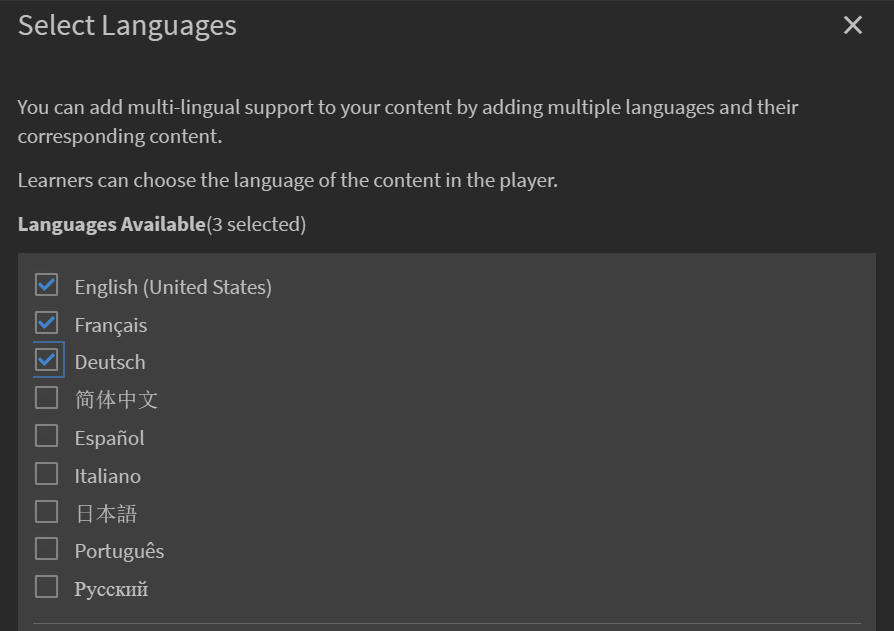 Select Languages
You can add multi-lingual support to your content by adding multiple languages and their
corresponding content.
Learners can choose the language of the content in the player.
Languages Available(3 selected)
English (United States)
Français
Deutsch
简体中文
Español
Italiano
日本語
Português
Русский